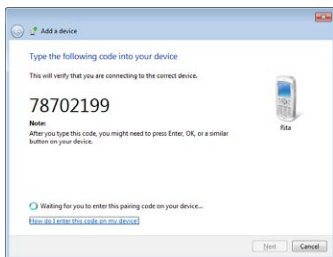 Add a device
Type the following code into your device
This will verify that you are connecting to the correct device.
78702199
Note:
After you type this code, you might need to press Enter, OK, or a similar
button on your device.
Rita
Waiting for you to enter this pairing code on your device...
How do I enter this code on my device?
Next
Cancel